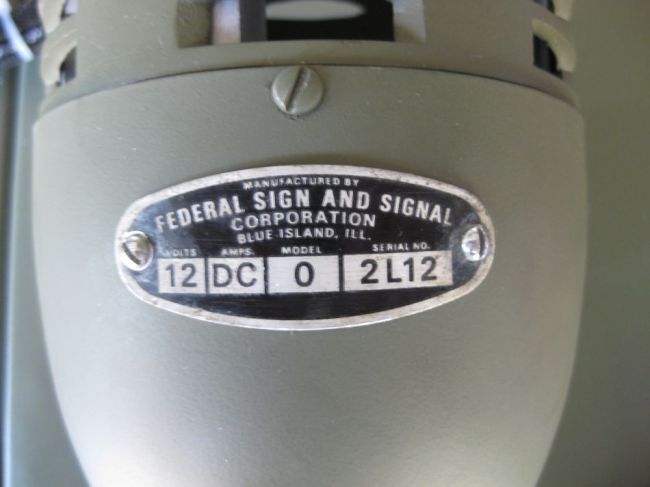 MANUFACTURED BY
FEDERAL SIGN AND SIGNAL
CORPORATION
BLUE ISLAND, ILL.
VOLTS AMPS. MODEL SERIAL NO.
12 DC 0 2L12